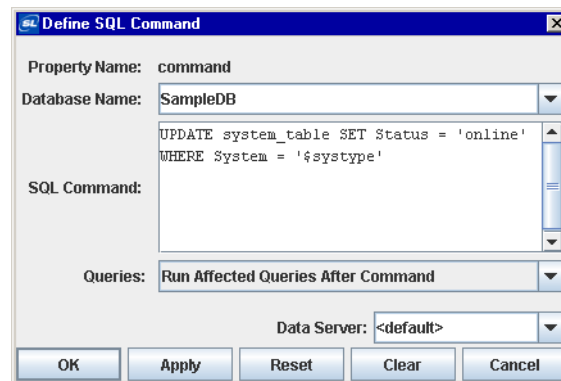 SL Define SQL Command
Property Name: command
Database Name: SampleDB
UPDATE system_table SET Status = 'online'
WHERE System = '$systype'
SQL Command:
Queries: Run Affected Queries After Command
Data Server: <default>
OK Apply Reset Clear Cancel